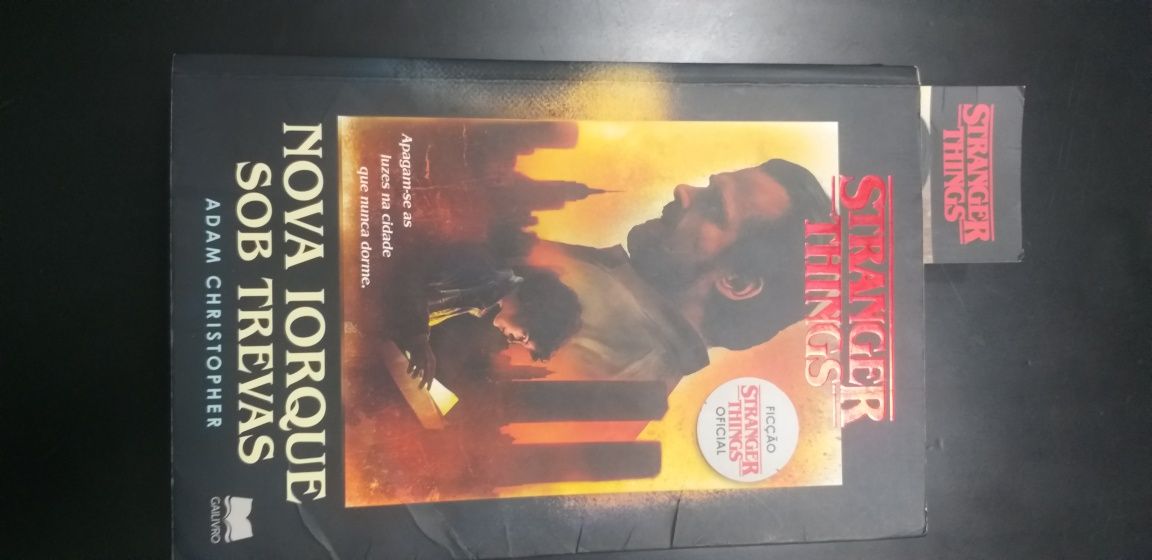 STRANGER
THINGS
STRANGER
THINGS
FICÇÃO
STRANGER
THINGS
OFICIAL
Apagam-se as
luzes na cidade
que nunca dorme.
NOVA IORQUE
SOB TREVAS
ADAM CHRISTOPHER
GAILIVRO